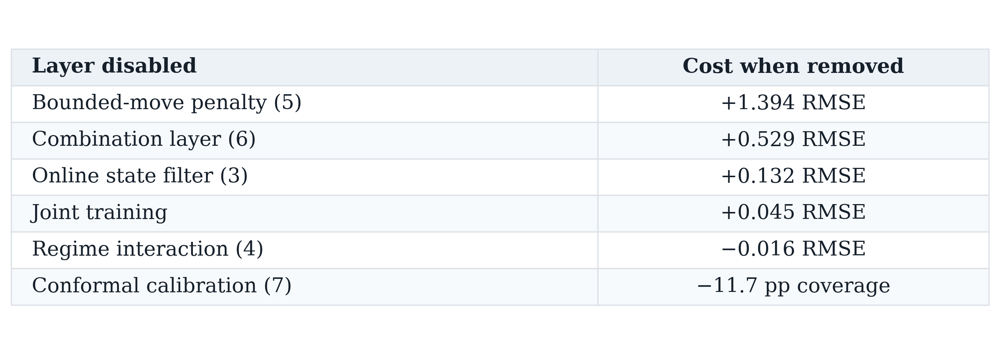 Layer disabled Cost when removed
Bounded-move penalty (5) +1.394 RMSE
Combination layer (6) +0.529 RMSE
Online state filter (3) +0.132 RMSE
Joint training +0.045 RMSE
Regime interaction (4) −0.016 RMSE
Conformal calibration (7) −11.7 pp coverage